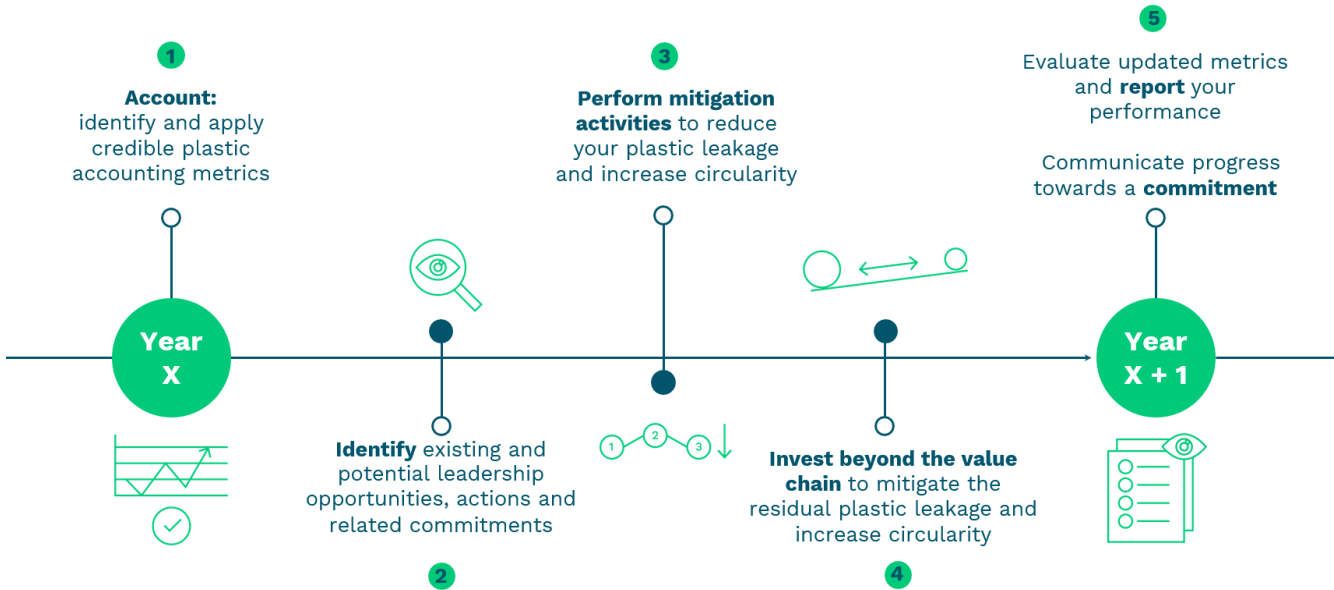 1
Account:
identify and apply
credible plastic
accounting metrics
Year
X
Identify existing and
potential leadership
opportunities, actions and
related commitments
2
3
Perform mitigation
activities to reduce
your plastic leakage
and increase circularity
1
2
3
Invest beyond the value
chain to mitigate the
residual plastic leakage and
increase circularity
4
5
Evaluate updated metrics
and report your
performance
Communicate progress
towards a commitment
Year
X + 1